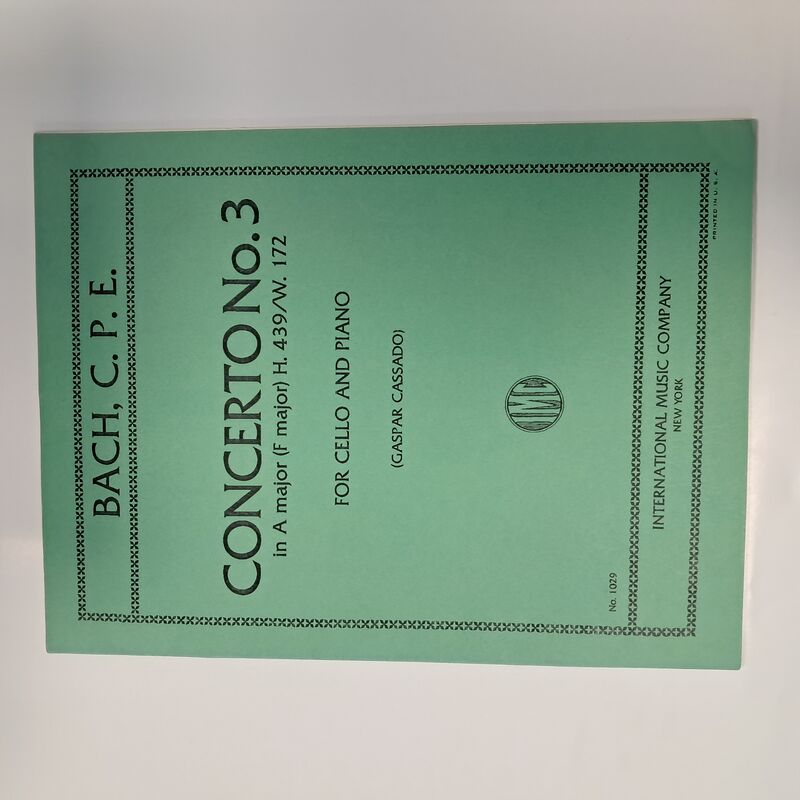 BACH, C. P. E.
CONCERTO No. 3
in A major (F major) H. 439/W. 172
FOR CELLO AND PIANO
(GASPAR CASSADO)
IMC
No. 1029
INTERNATIONAL MUSIC COMPANY
NEW YORK
PRINTED IN U. S. A.